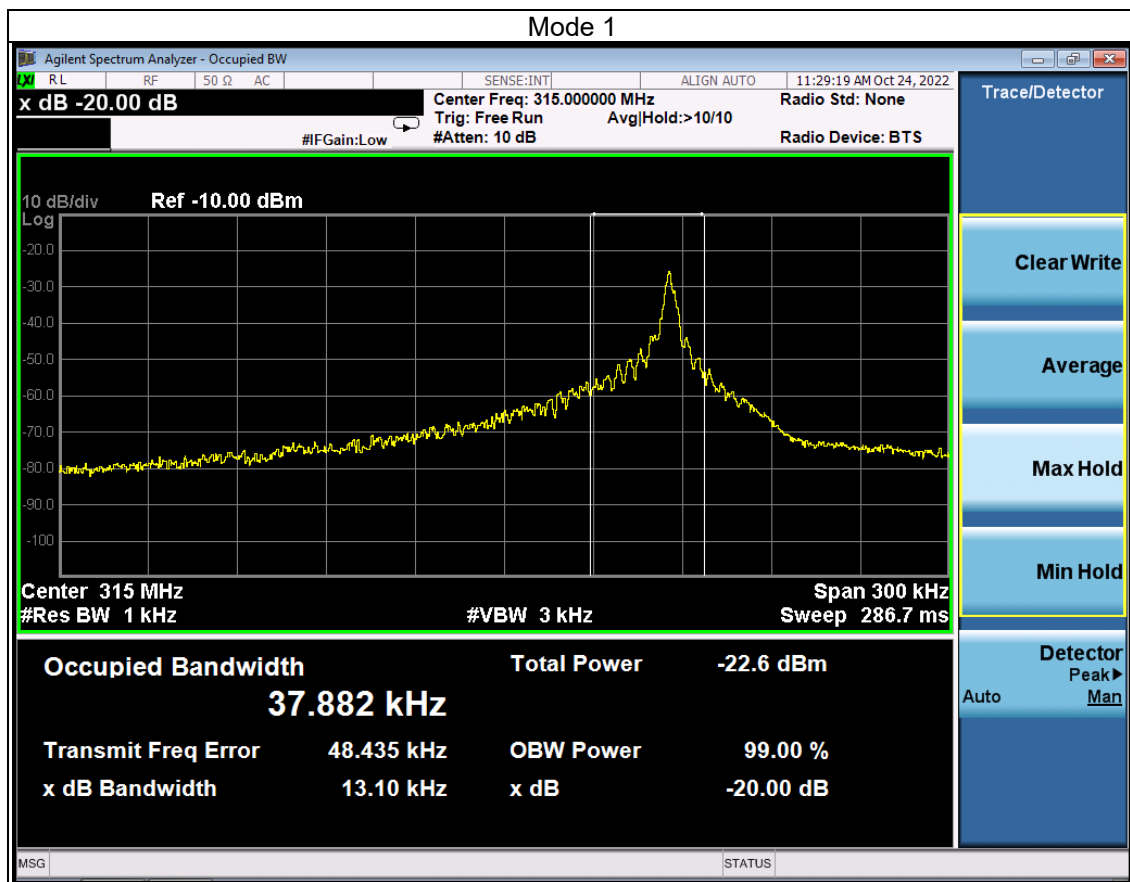 Mode 1
Agilent Spectrum Analyzer - Occupied BW
LXI RL RF 50 Ω AC SENSE:INT ALIGN AUTO 11:29:19 AM Oct 24, 2022
x dB -20.00 dB
Center Freq: 315.000000 MHz
Radio Std: None
Trig: Free Run Avg|Hold:>10/10
#IFGain:Low #Atten: 10 dB
Radio Device: BTS
10 dB/div Ref -10.00 dBm
Log
-20.0
-30.0
-40.0
-50.0
-60.0
-70.0
-80.0
-90.0
-100
Center 315 MHz Span 300 kHz
#Res BW 1 kHz #VBW 3 kHz Sweep 286.7 ms
Occupied Bandwidth Total Power -22.6 dBm
37.882 kHz
Transmit Freq Error 48.435 kHz OBW Power 99.00 %
x dB Bandwidth 13.10 kHz x dB -20.00 dB
MSG STATUS
Trace/Detector
Clear Write
Average
Max Hold
Min Hold
Detector
Peak▶
Auto Man